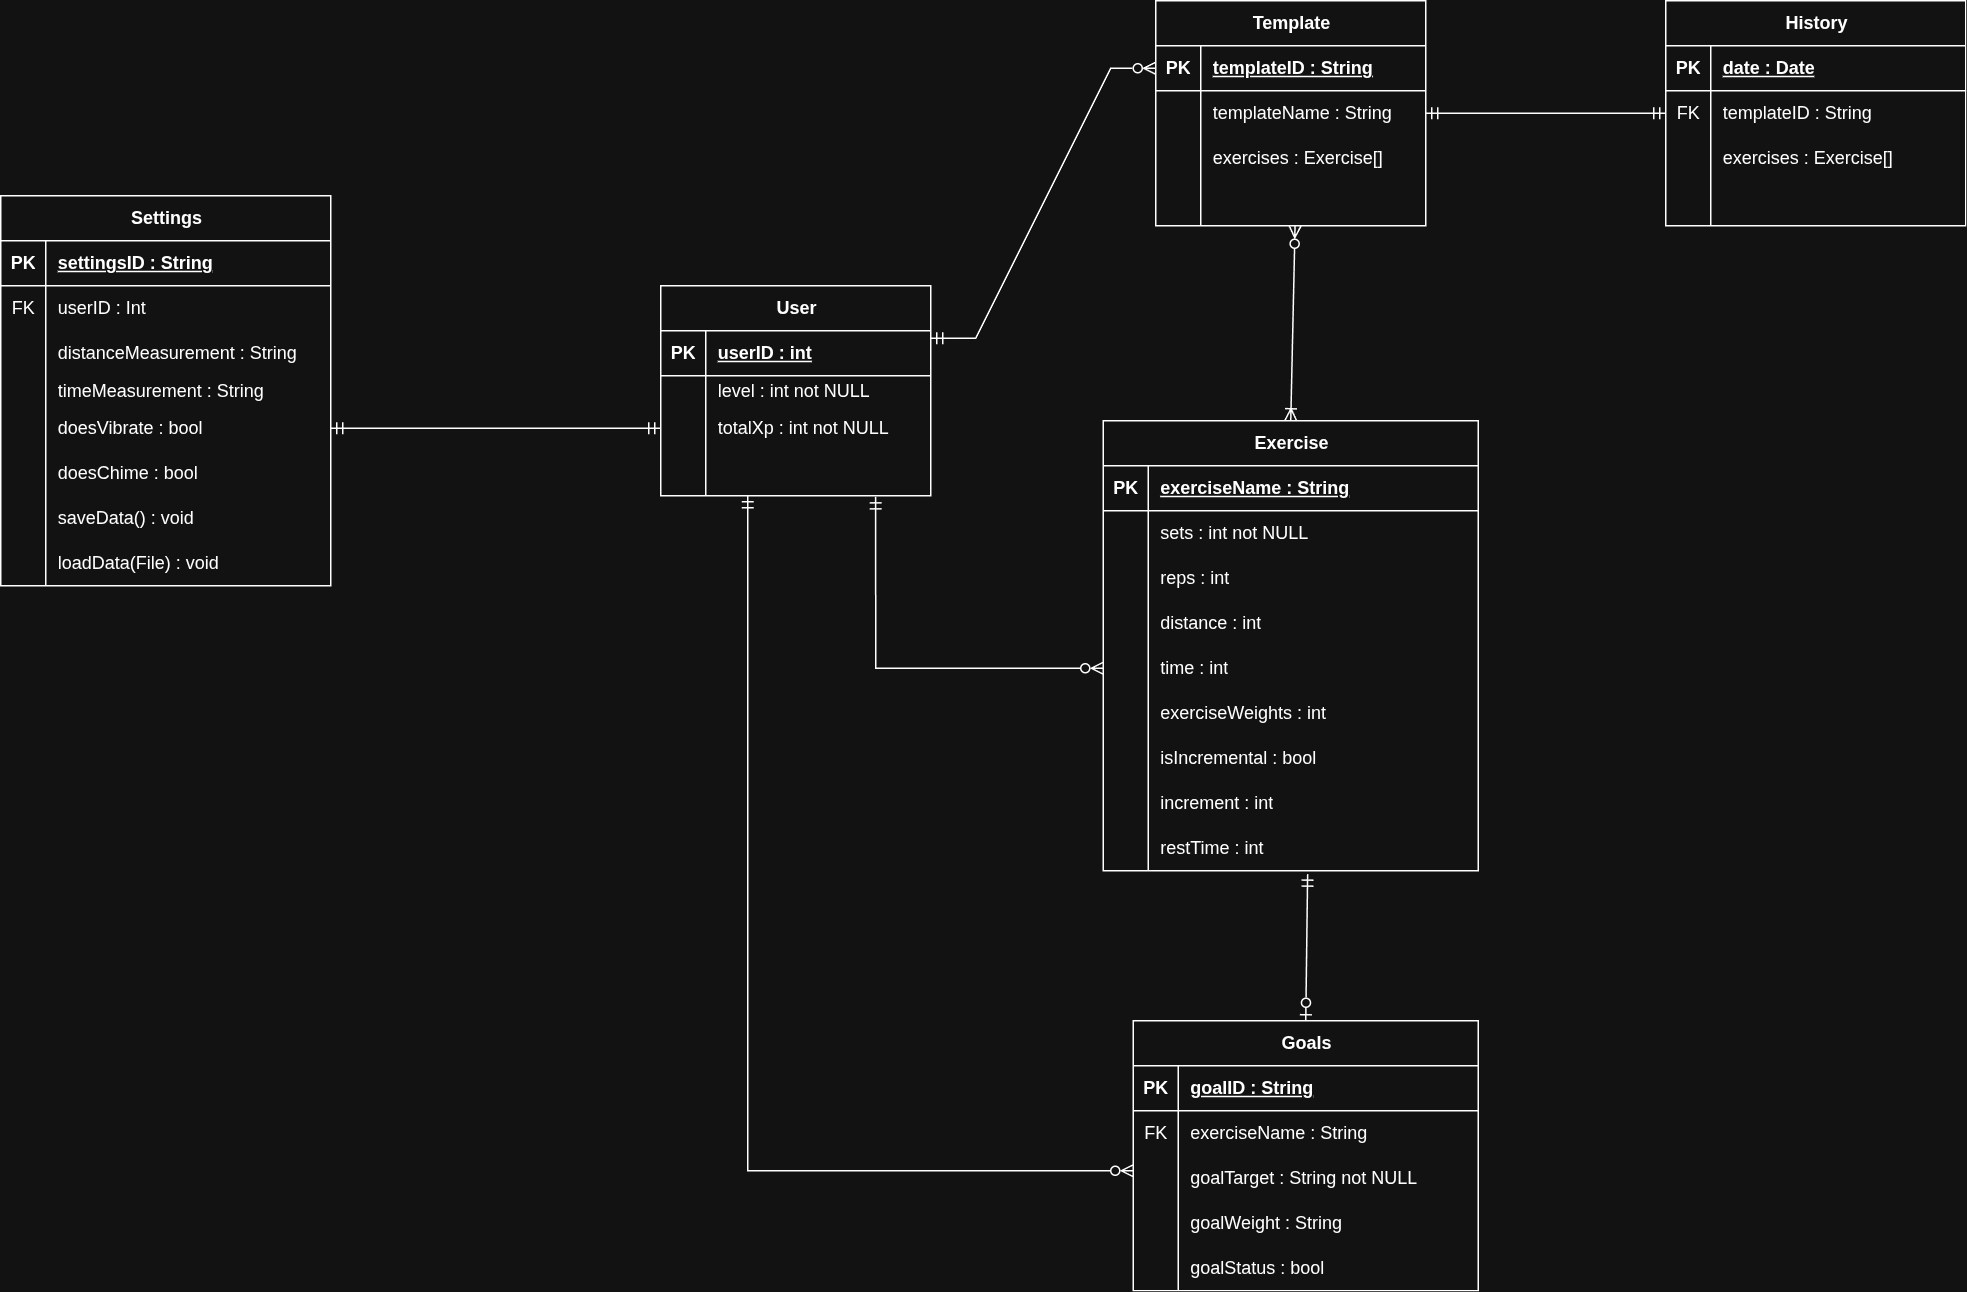 Template
PK templateID : String
templateName : String
exercises : Exercise[]
History
PK date : Date
FK templateID : String
exercises : Exercise[]
Settings
PK settingsID : String
FK userID : Int
distanceMeasurement : String
timeMeasurement : String
doesVibrate : bool
doesChime : bool
saveData() : void
loadData(File) : void
User
PK userID : int
level : int not NULL
totalXp : int not NULL
Exercise
PK exerciseName : String
sets : int not NULL
reps : int
distance : int
time : int
exerciseWeights : int
isIncremental : bool
increment : int
restTime : int
Goals
PK goalID : String
FK exerciseName : String
goalTarget : String not NULL
goalWeight : String
goalStatus : bool